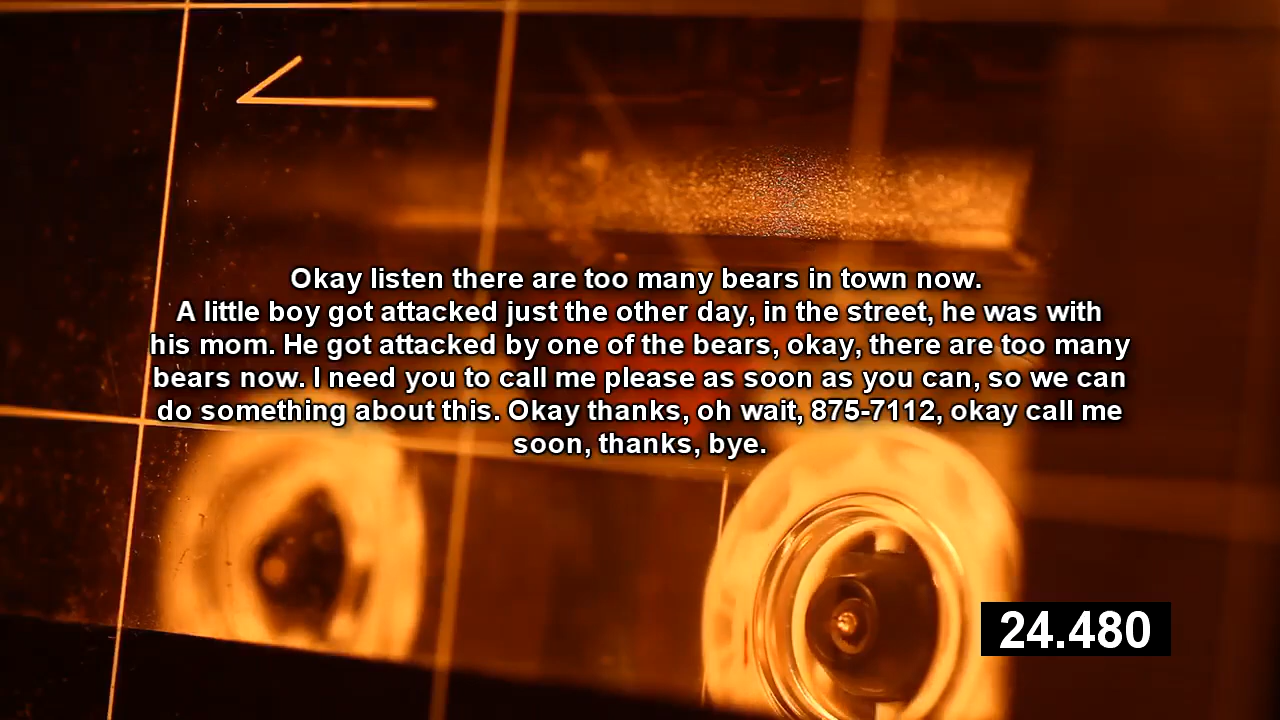 Okay listen there are too many bears in town now.
A little boy got attacked just the other day, in the street, he was with
his mom. He got attacked by one of the bears, okay, there are too many
bears now. I need you to call me please as soon as you can, so we can
do something about this. Okay thanks, oh wait, 875-7112, okay call me
soon, thanks, bye.
24.480